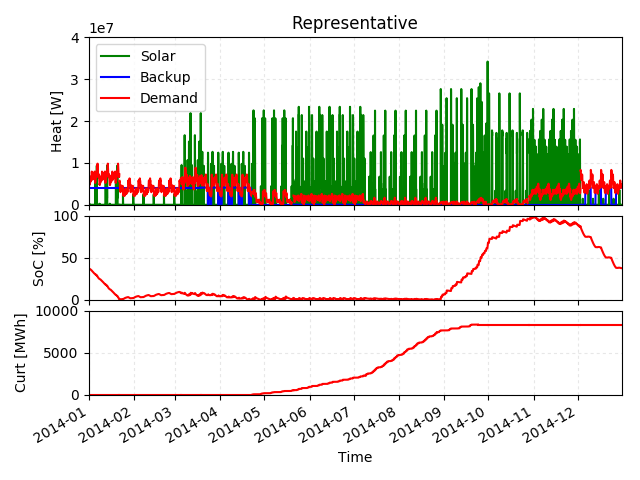 Representative
1e7
4
3
2
1
0
Heat [W]
Solar
Backup
Demand
100
50
0
SoC [%]
10000
5000
0
Curt [MWh]
2014-01
2014-02
2014-03
2014-04
2014-05
2014-06
2014-07
2014-08
2014-09
2014-10
2014-11
2014-12
Time